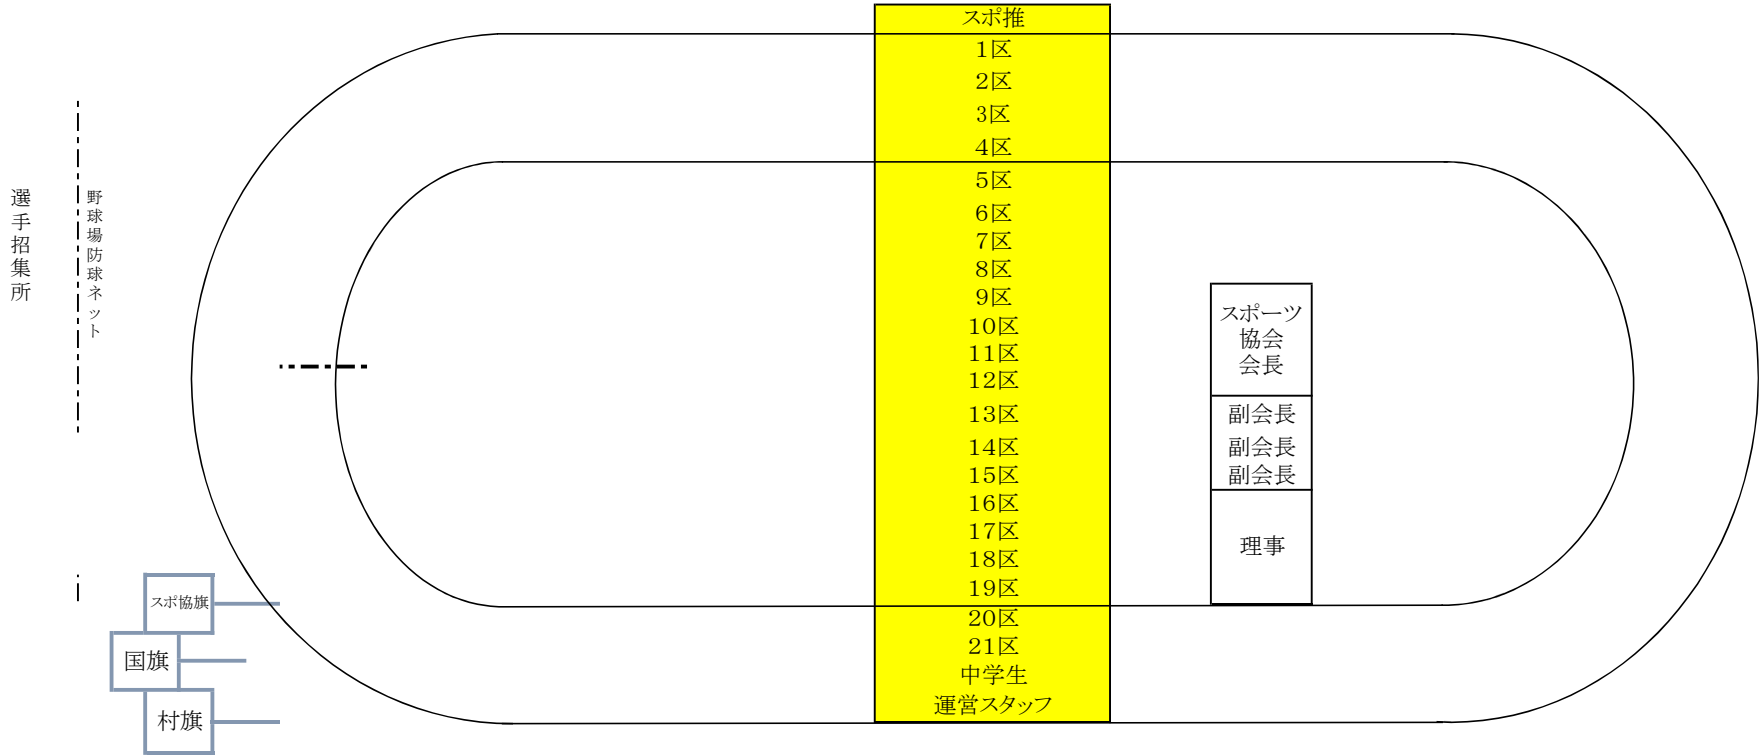 選手招集所
野球場防球ネット
スポ協旗
国旗
村旗
スポ推
1区
2区
3区
4区
5区
6区
7区
8区
9区
10区
11区
12区
13区
14区
15区
16区
17区
18区
19区
20区
21区
中学生
運営スタッフ
スポーツ
協会
会長
副会長
副会長
副会長
理事